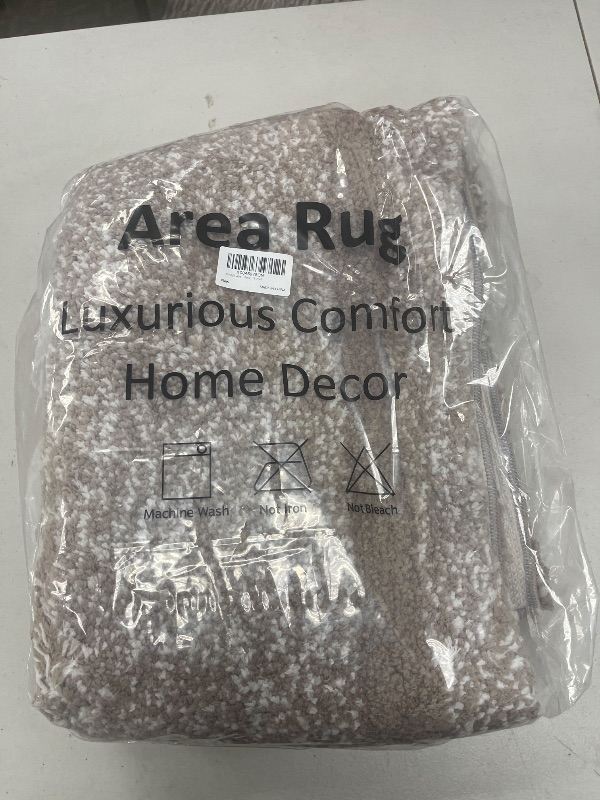 Area Rug
Luxurious Comfort
Home Decor
Machine Wash
Not Iron
Not Bleach